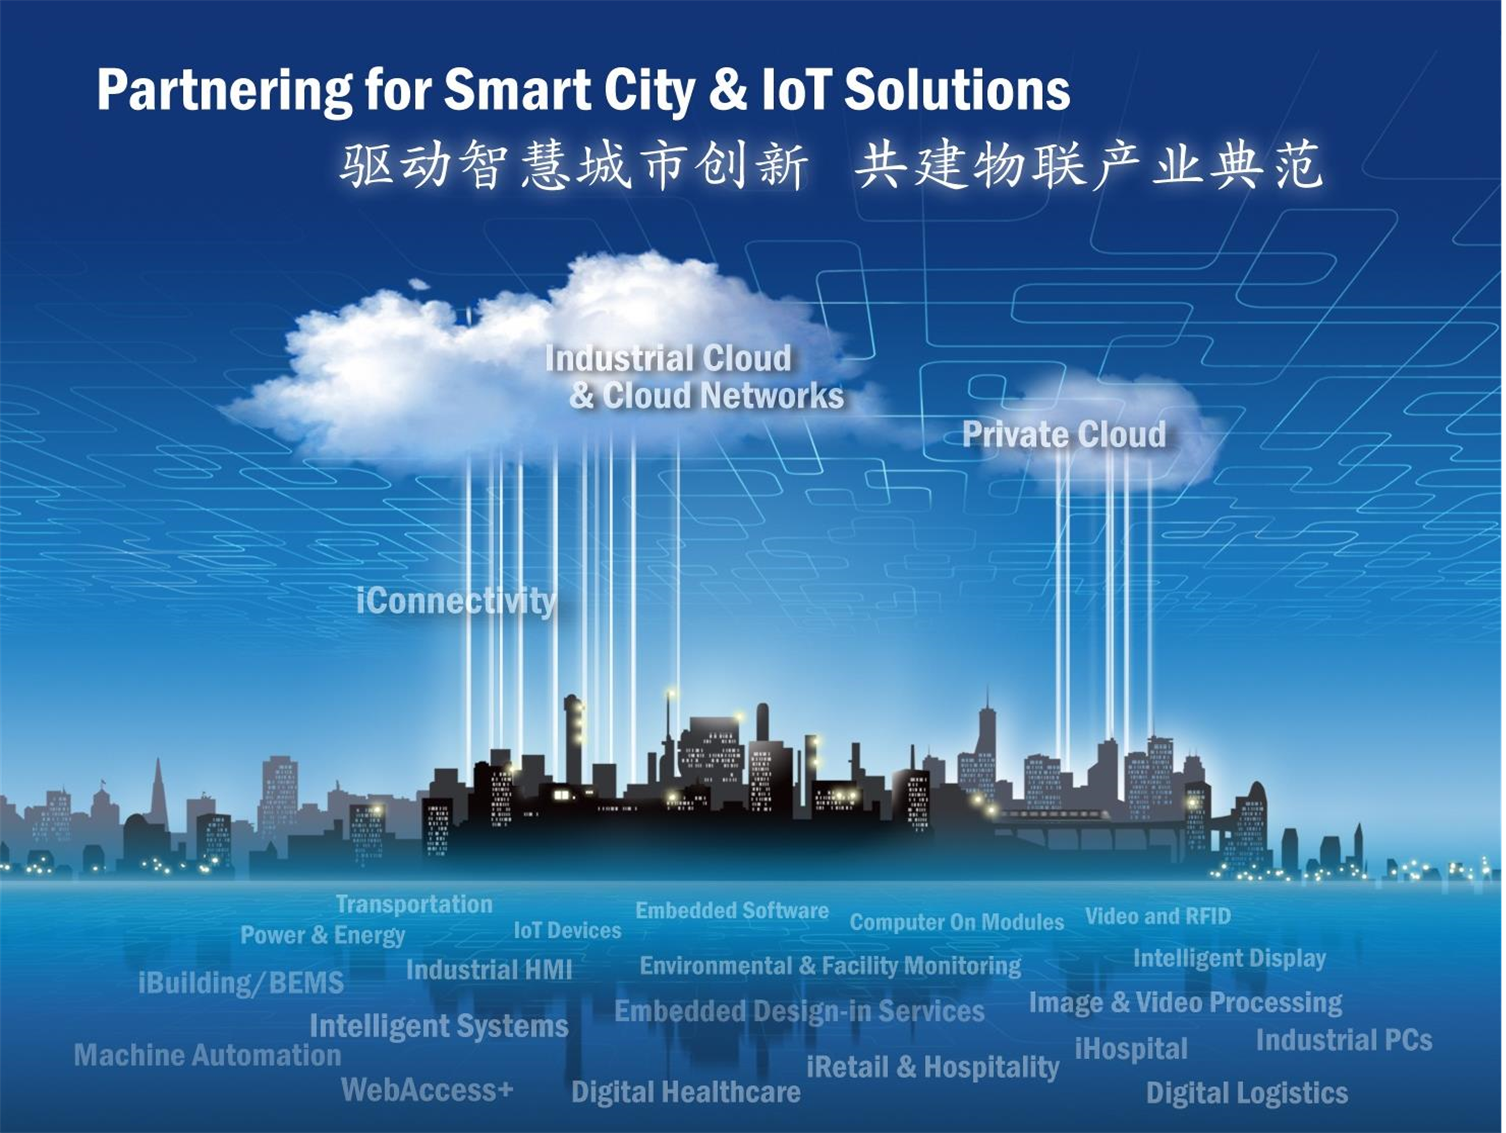 Partnering for Smart City & IoT Solutions
驱动智慧城市创新 共建物联产业典范
Industrial Cloud
& Cloud Networks
Private Cloud
iConnectivity
Transportation
Embedded Software
Computer On Modules
Video and RFID
Power & Energy
IoT Devices
Intelligent Display
Industrial HMI
Environmental & Facility Monitoring
iBuilding/BEMS
Embedded Design-in Services
Image & Video Processing
Intelligent Systems
Industrial PCs
Machine Automation
iHospital
iRetail & Hospitality
WebAccess+
Digital Healthcare
Digital Logistics